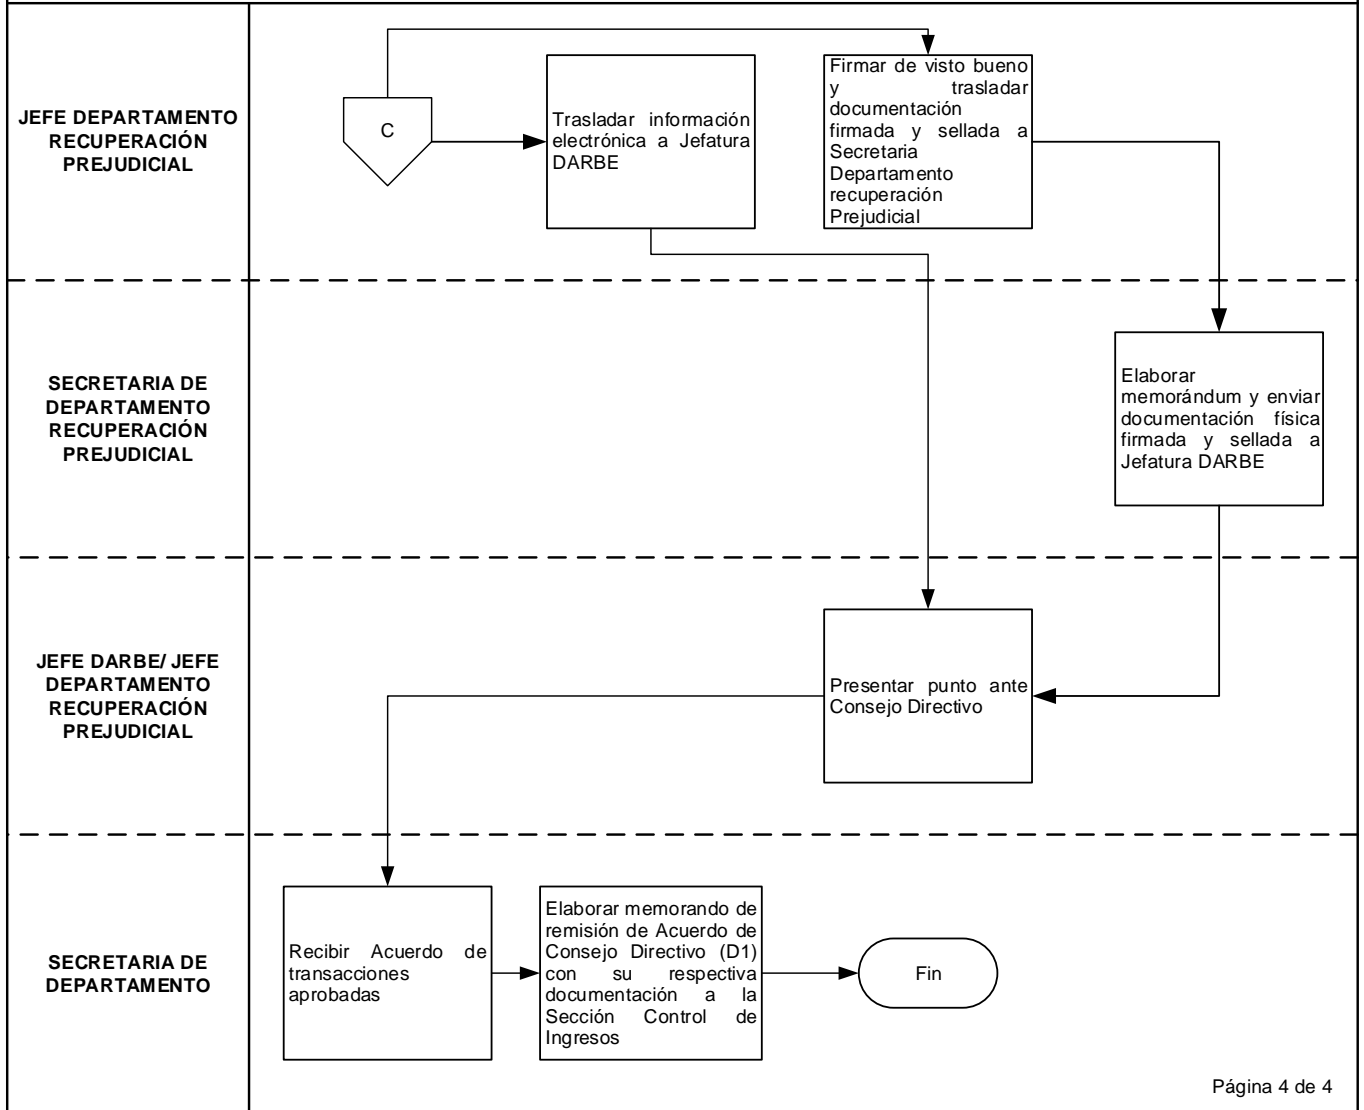 JEFE DEPARTAMENTO
RECUPERACIÓN
PREJUDICIAL
C
Trasladar información
electrónica a Jefatura
DARBE
Firmar de visto bueno
y trasladar
documentación
firmada y sellada a
Secretaria
Departamento
recuperación
Prejudicial
SECRETARIA DE
DEPARTAMENTO
RECUPERACIÓN
PREJUDICIAL
Elaborar
memorándum y enviar
documentación física
firmada y sellada a
Jefatura DARBE
JEFE DARBE/ JEFE
DEPARTAMENTO
RECUPERACIÓN
PREJUDICIAL
Presentar punto ante
Consejo Directivo
SECRETARIA DE
DEPARTAMENTO
Recibir Acuerdo de
transacciones
aprobadas
Elaborar memorando de
remisión de Acuerdo de
Consejo Directivo (D1)
con su respectiva
documentación a la
Sección Control de
Ingresos
Fin
Página 4 de 4